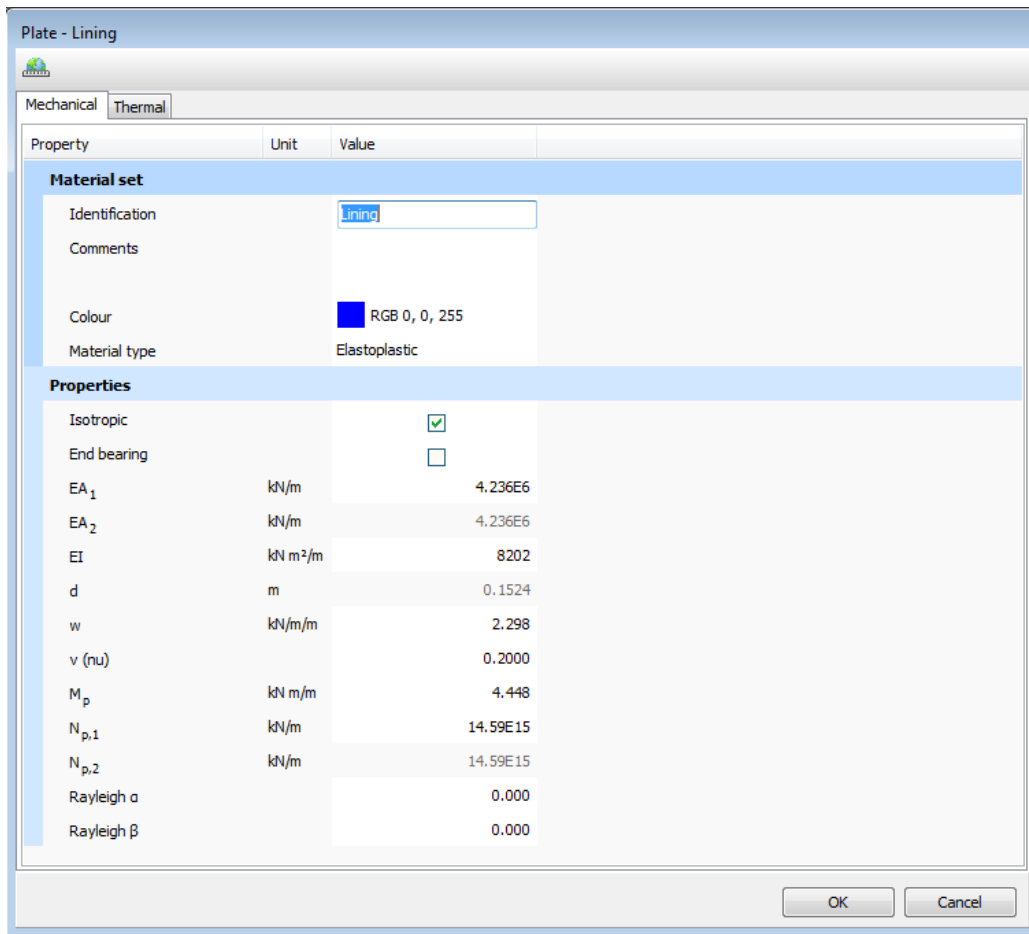 Plate - Lining
Mechanical Thermal
Property Unit Value
Material set
Identification Lining
Comments
Colour RGB 0, 0, 255
Material type Elastoplastic
Properties
Isotropic
End bearing
EA₁ kN/m 4.236E6
EA₂ kN/m 4.236E6
EI kN m²/m 8202
d m 0.1524
w kN/m/m 2.298
ν (nu) 0.2000
Mₚ kN m/m 4.448
Nₚ,₁ kN/m 14.59E15
Nₚ,₂ kN/m 14.59E15
Rayleigh α 0.000
Rayleigh β 0.000
OK Cancel